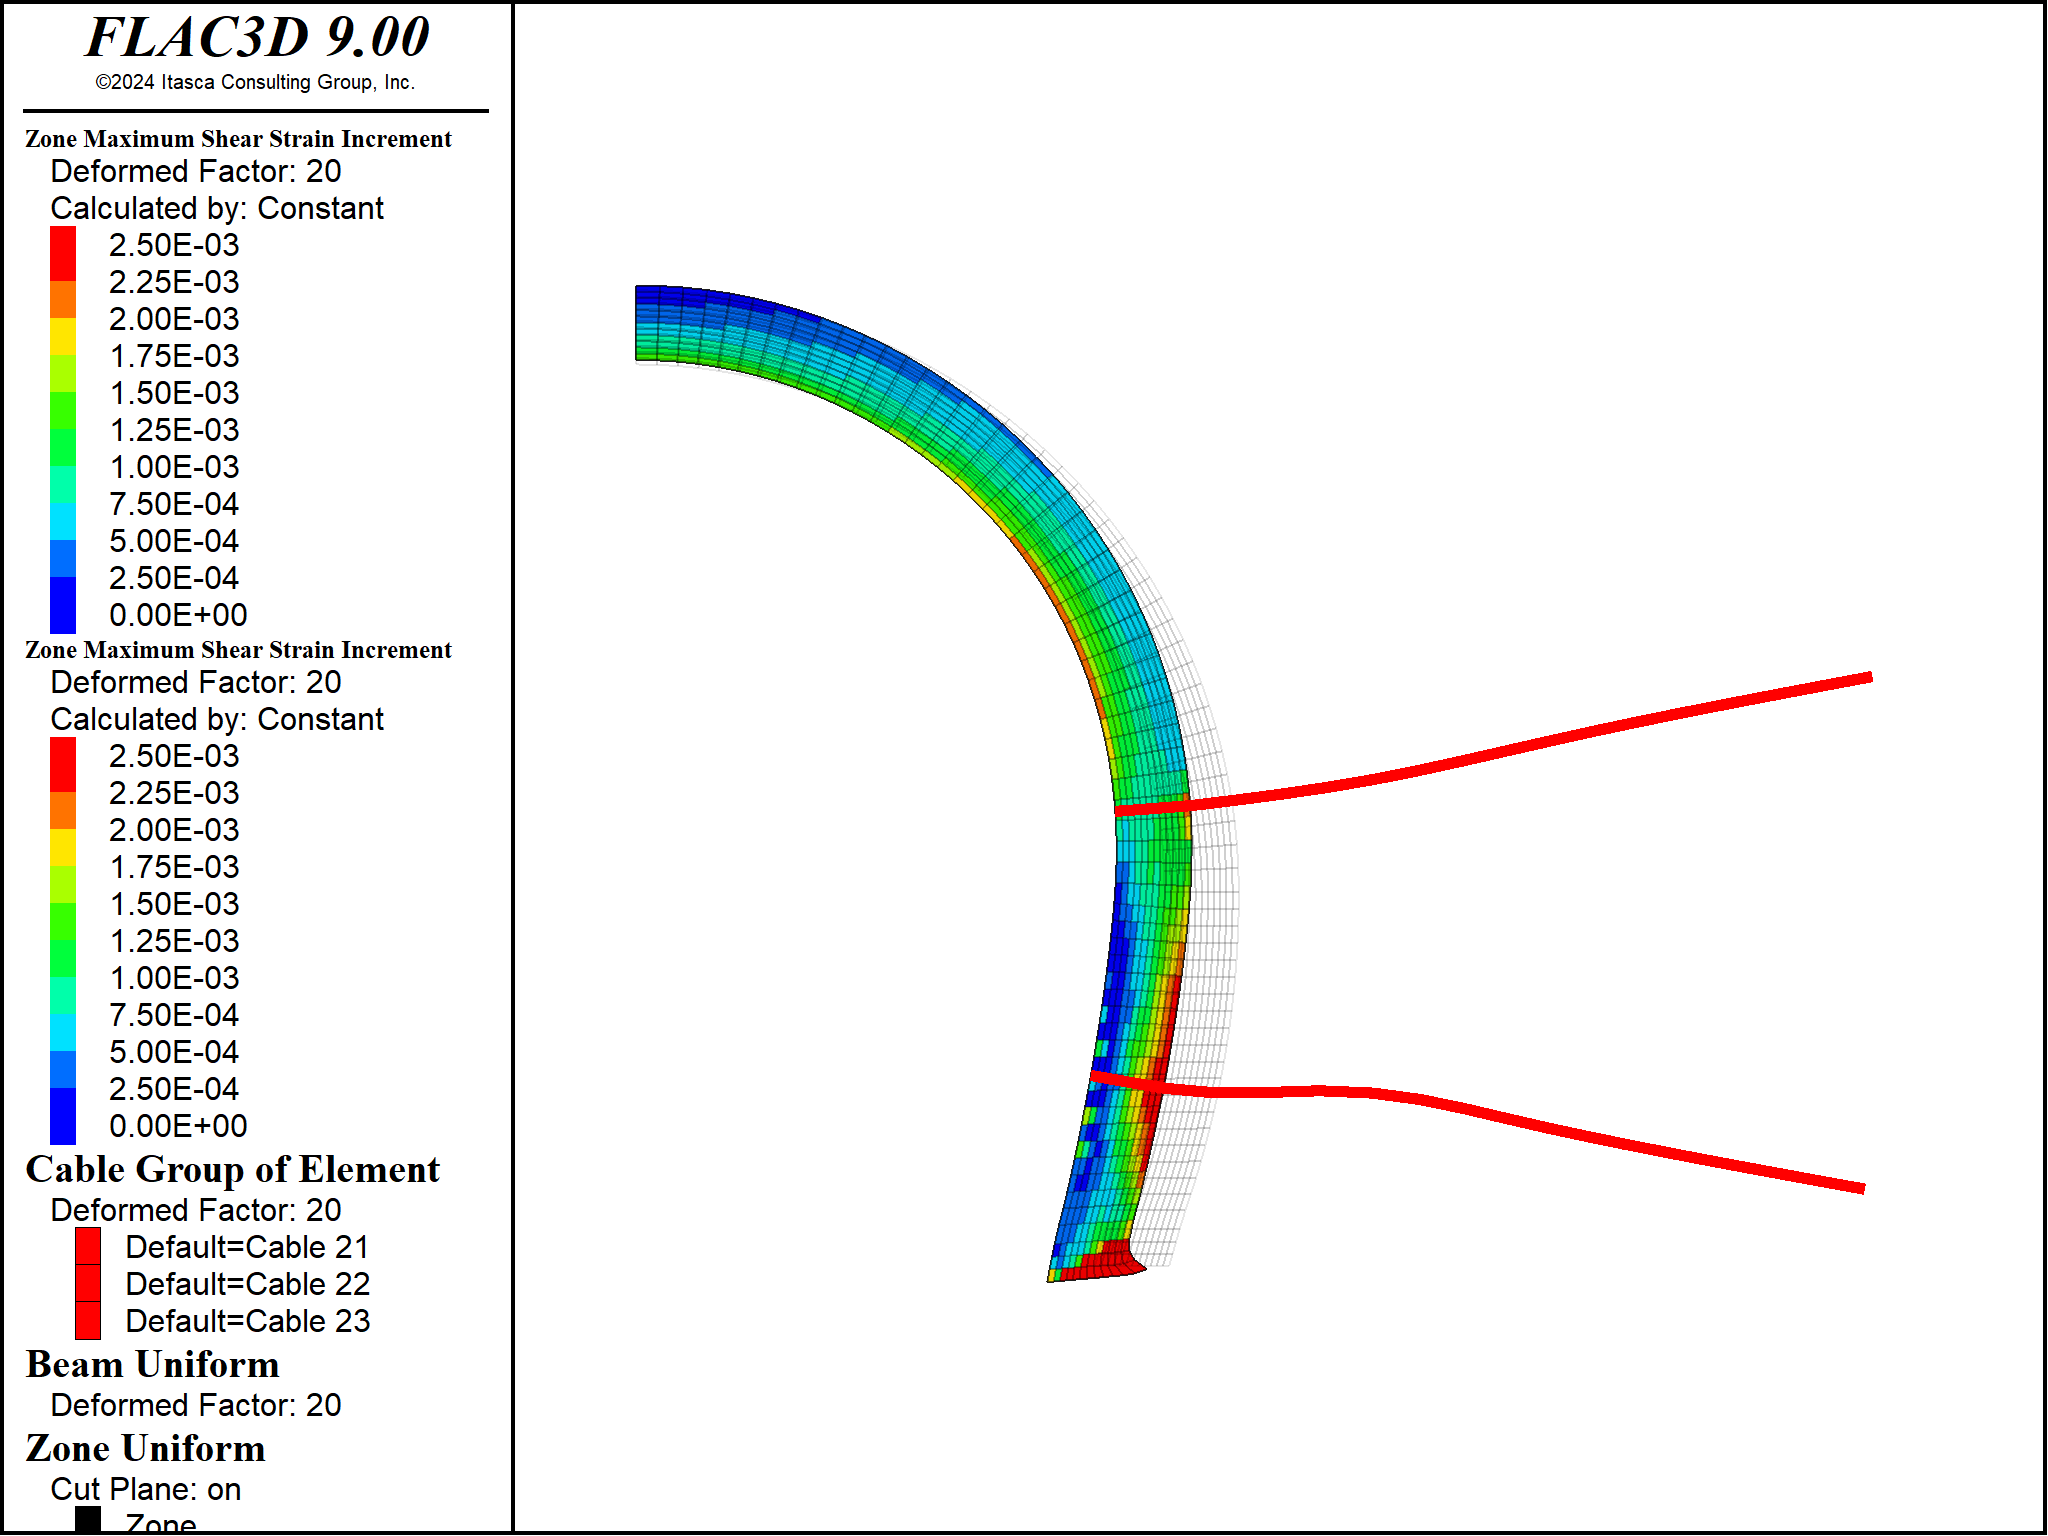 FLAC3D 9.00
©2024 Itasca Consulting Group, Inc.
Zone Maximum Shear Strain Increment
Deformed Factor: 20
Calculated by: Constant
2.50E-03
2.25E-03
2.00E-03
1.75E-03
1.50E-03
1.25E-03
1.00E-03
7.50E-04
5.00E-04
2.50E-04
0.00E+00
Zone Maximum Shear Strain Increment
Deformed Factor: 20
Calculated by: Constant
2.50E-03
2.25E-03
2.00E-03
1.75E-03
1.50E-03
1.25E-03
1.00E-03
7.50E-04
5.00E-04
2.50E-04
0.00E+00
Cable Group of Element
Deformed Factor: 20
Default=Cable 21
Default=Cable 22
Default=Cable 23
Beam Uniform
Deformed Factor: 20
Zone Uniform
Cut Plane: on
Zone